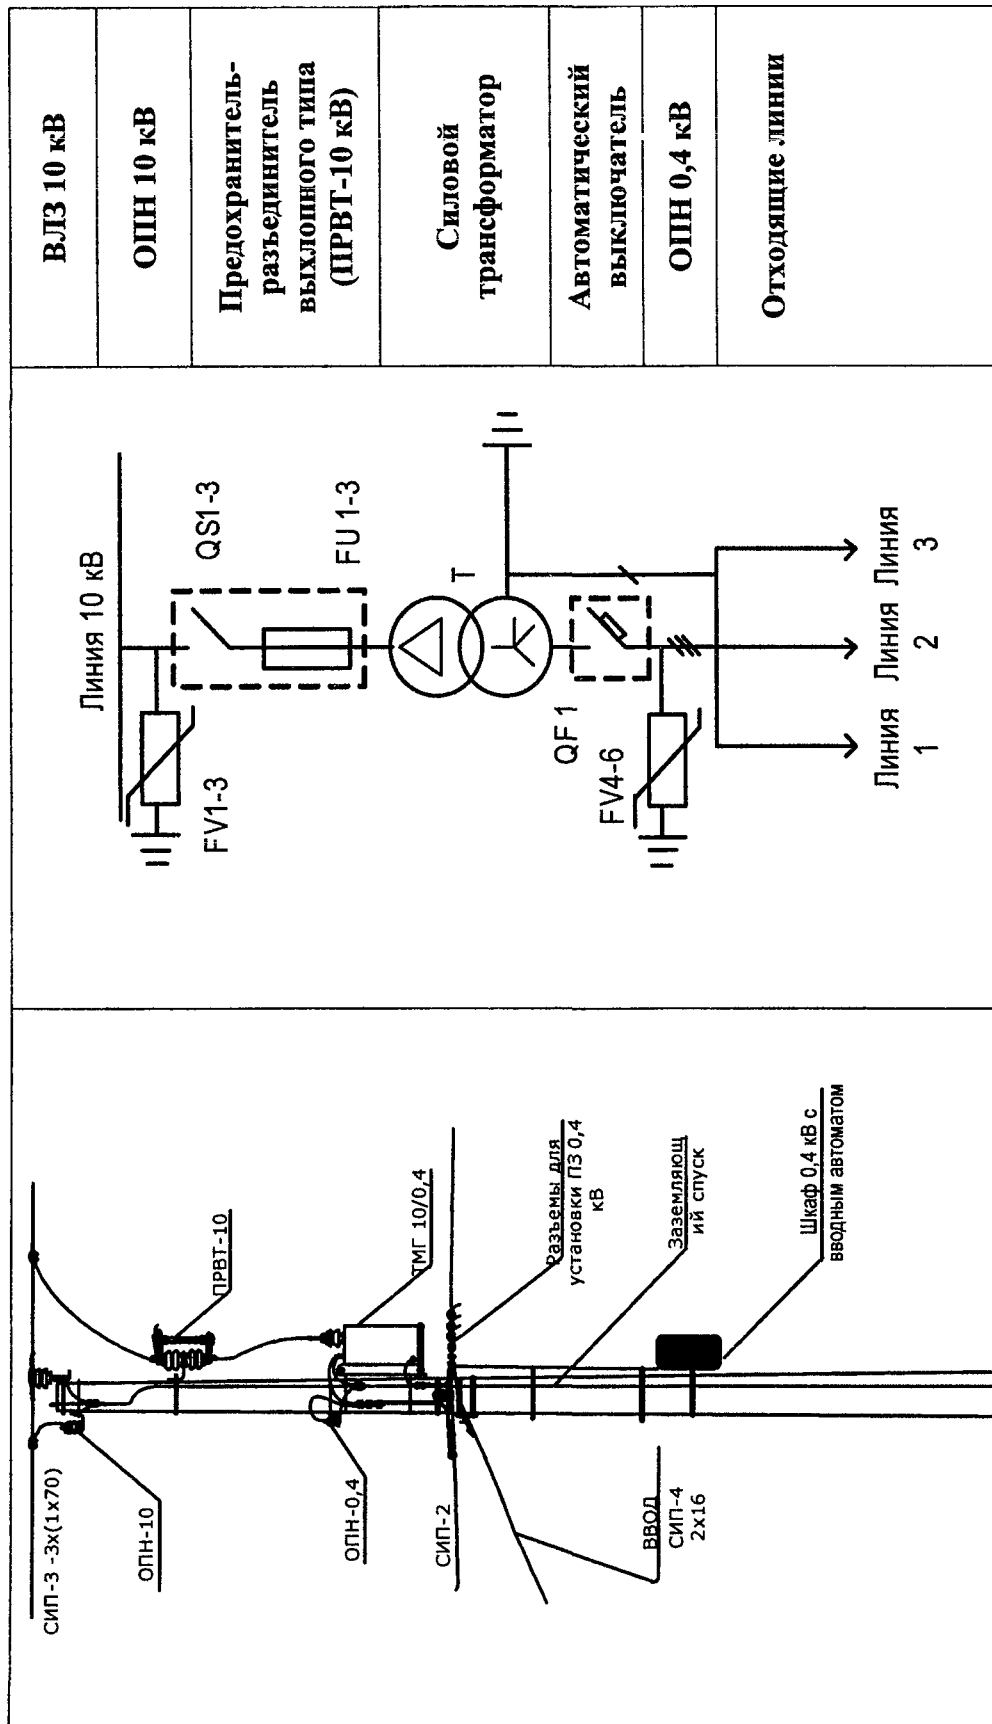 СИП-3 -3х(1х70)
ОПН-10
ПРВТ-10
ОПН-0,4
ТМГ 10/0,4
СИП-2
Разъемы для
установки ПЗ 0,4
кВ
Заземляющ
ий спуск
ВВОД
СИП-4
2х16
Шкаф 0,4 кВ с
вводным автоматом
Линия 10 кВ
FV1-3
QS1-3
FU1-3
T
QF1
FV4-6
Линия
1
Линия
2
Линия
3
ВЛЗ 10 кВ
ОПН 10 кВ
Предохранитель-
разъединитель
выхлопного типа
(ПРВТ-10 кВ)
Силовой
трансформатор
Автоматический
выключатель
ОПН 0,4 кВ
Отходящие линии